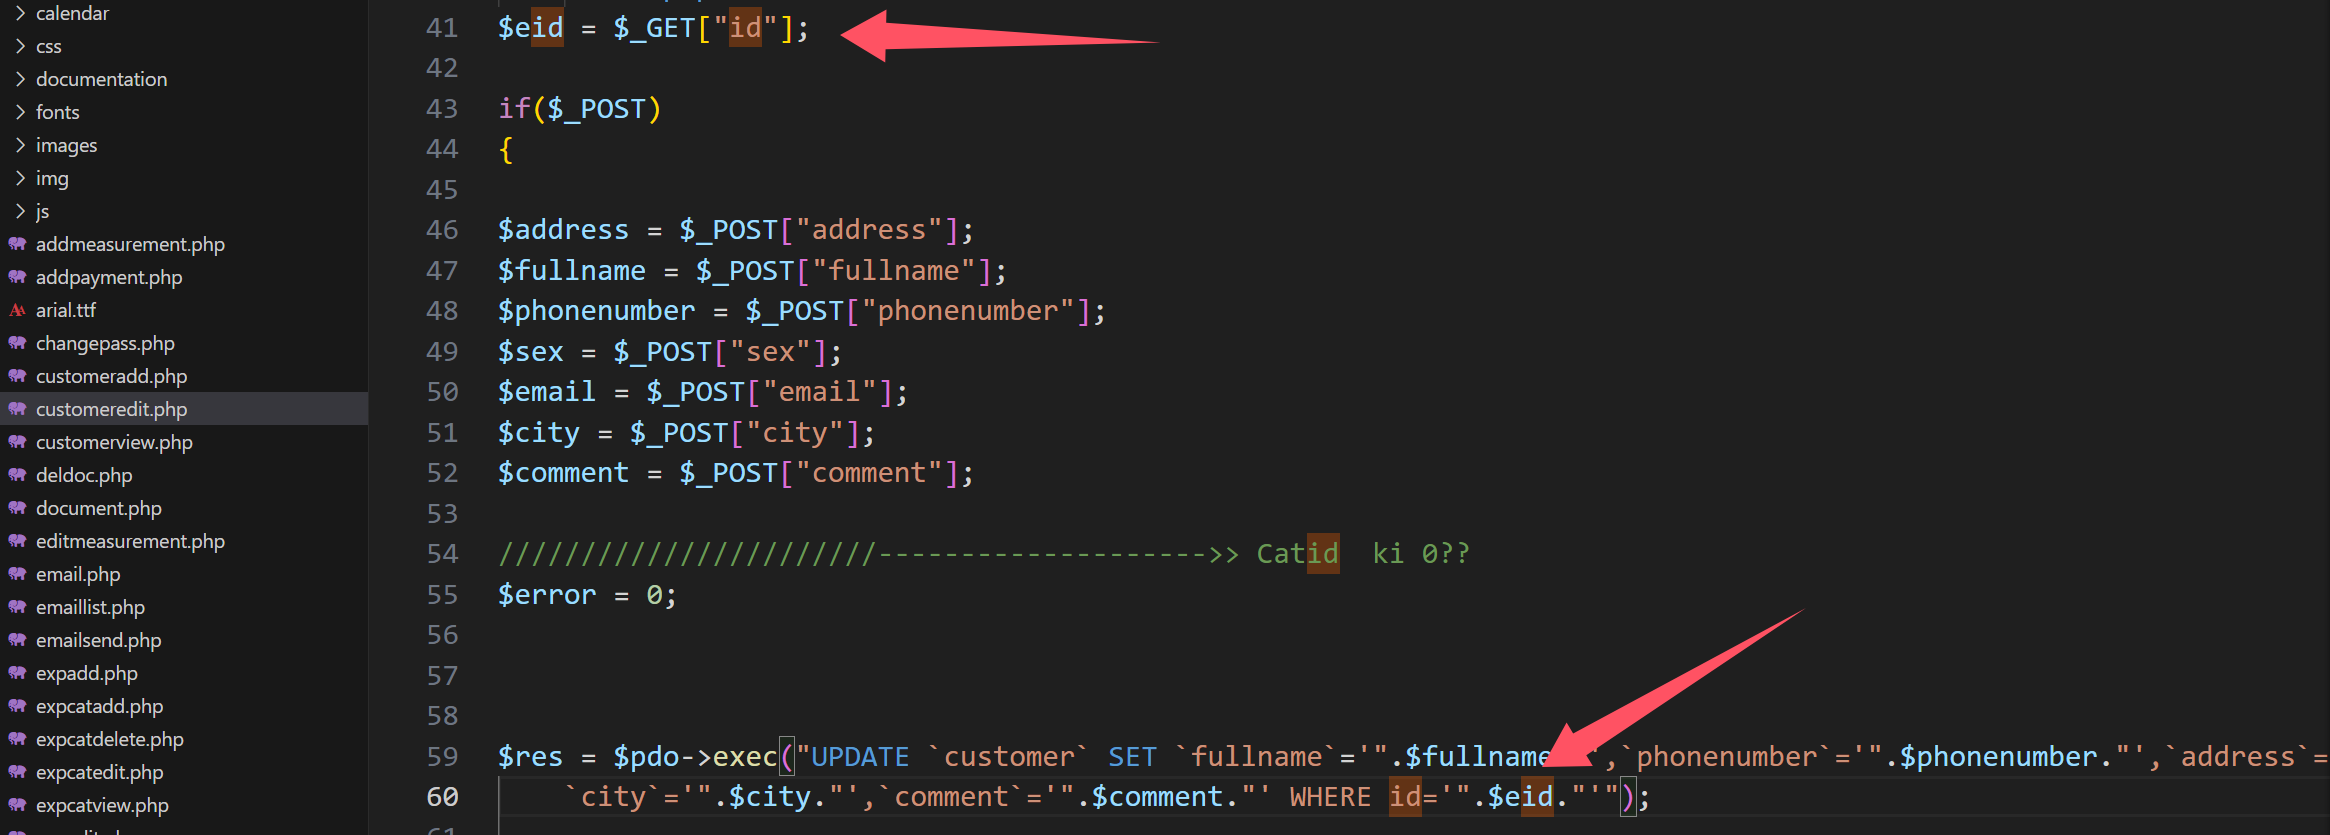 calendar
css
documentation
fonts
images
img
js
addmeasurement.php
addpayment.php
arial.ttf
changepass.php
customeradd.php
customeredit.php
customerview.php
deldoc.php
document.php
editmeasurement.php
email.php
emaillist.php
emailsend.php
expadd.php
expcatadd.php
expcatdelete.php
expcatedit.php
expcatview.php
41 $eid = $_GET["id"];
42
43 if($_POST)
44 {
45
46 $address = $_POST["address"];
47 $fullname = $_POST["fullname"];
48 $phonenumber = $_POST["phonenumber"];
49 $sex = $_POST["sex"];
50 $email = $_POST["email"];
51 $city = $_POST["city"];
52 $comment = $_POST["comment"];
53
54 ///////////////////////-------------------->> Catid  ki 0??
55 $error = 0;
56
57
58
59 $res = $pdo->exec("UPDATE `customer` SET `fullname`='".$fullname ',`phonenumber`='".$phonenumber."',`address`=
60 `city`='".$city."',`comment`='".$comment."' WHERE id='".$eid."'");
61